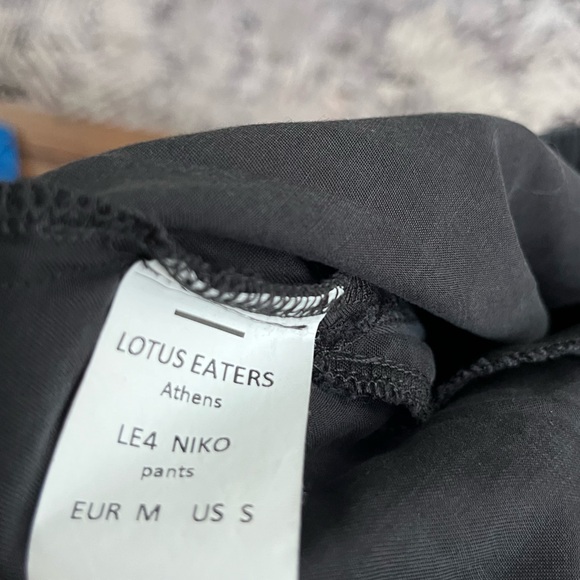 LOTUS EATERS
Athens
LE4 NIKO
pants
EUR M US S